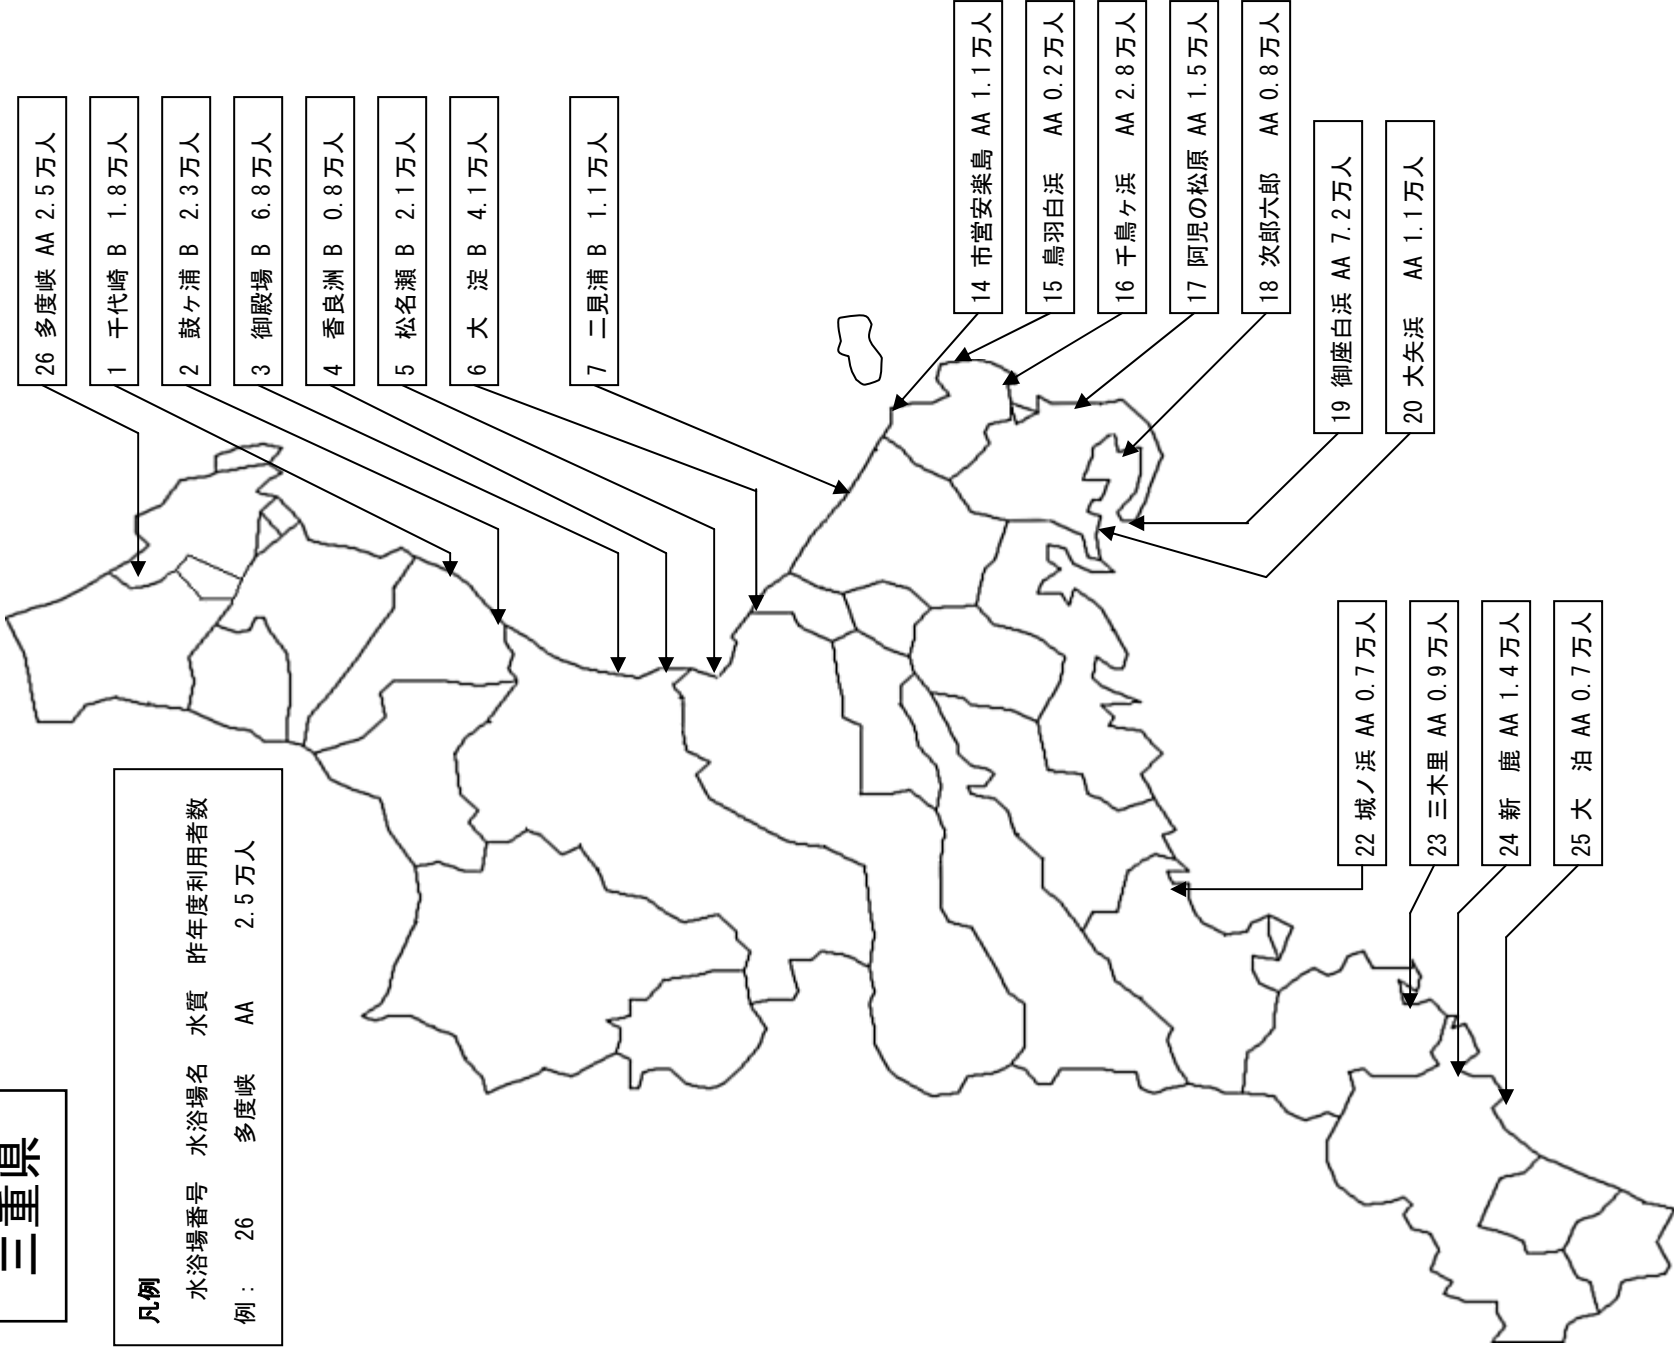 三重県
凡例
水浴場番号 水浴場名 水質 昨年度利用者数
例： 26 多度峡 AA 2.5万人
26 多度峡 AA 2.5万人
1 千代崎 B 1.8万人
2 鼓ヶ浦 B 2.3万人
3 御殿場 B 6.8万人
4 香良洲 B 0.8万人
5 松名瀬 B 2.1万人
6 大 淀 B 4.1万人
7 二見浦 B 1.1万人
14 市営安楽島 AA 1.1万人
15 鳥羽白浜 AA 0.2万人
16 千鳥ヶ浜 AA 2.8万人
17 阿児の松原 AA 1.5万人
18 次郎六郎 AA 0.8万人
19 御座白浜 AA 7.2万人
20 大矢浜 AA 1.1万人
22 城ノ浜 AA 0.7万人
23 三木里 AA 0.9万人
24 新 鹿 AA 1.4万人
25 大 泊 AA 0.7万人